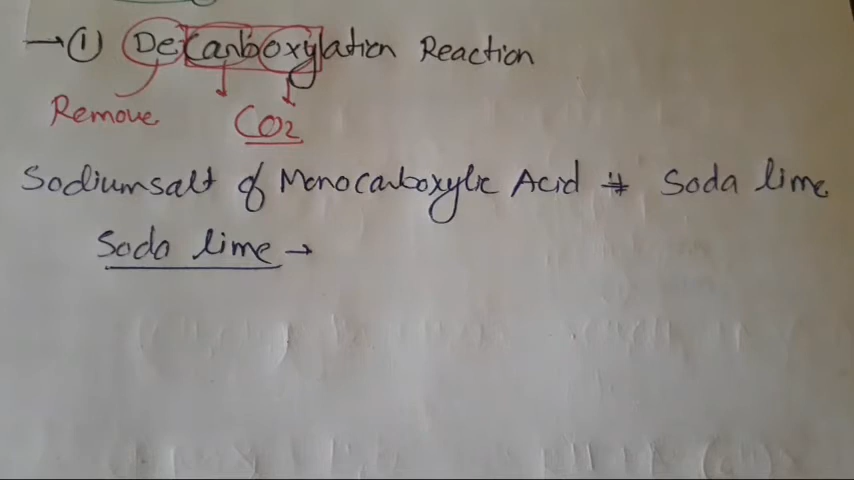 → ① Decarboxylation Reaction
Remove CO2
Sodiumsalt of Monocarboxylic Acid + Soda lime
Soda lime →